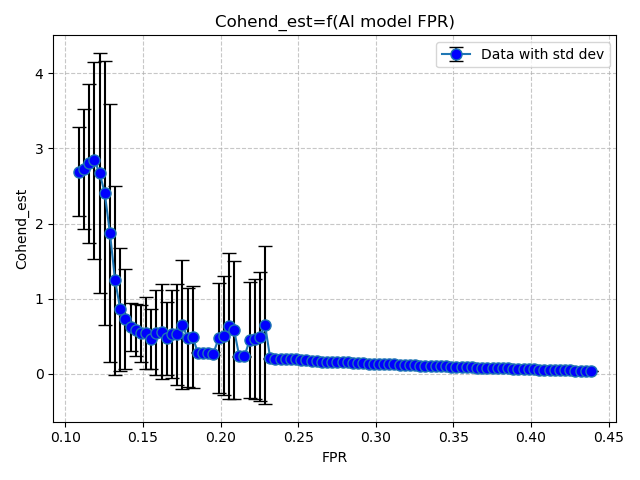 Cohend_est=f(AI model FPR)
Data with std dev
Cohend_est
4
3
2
1
0
0.10 0.15 0.20 0.25 0.30 0.35 0.40 0.45
FPR